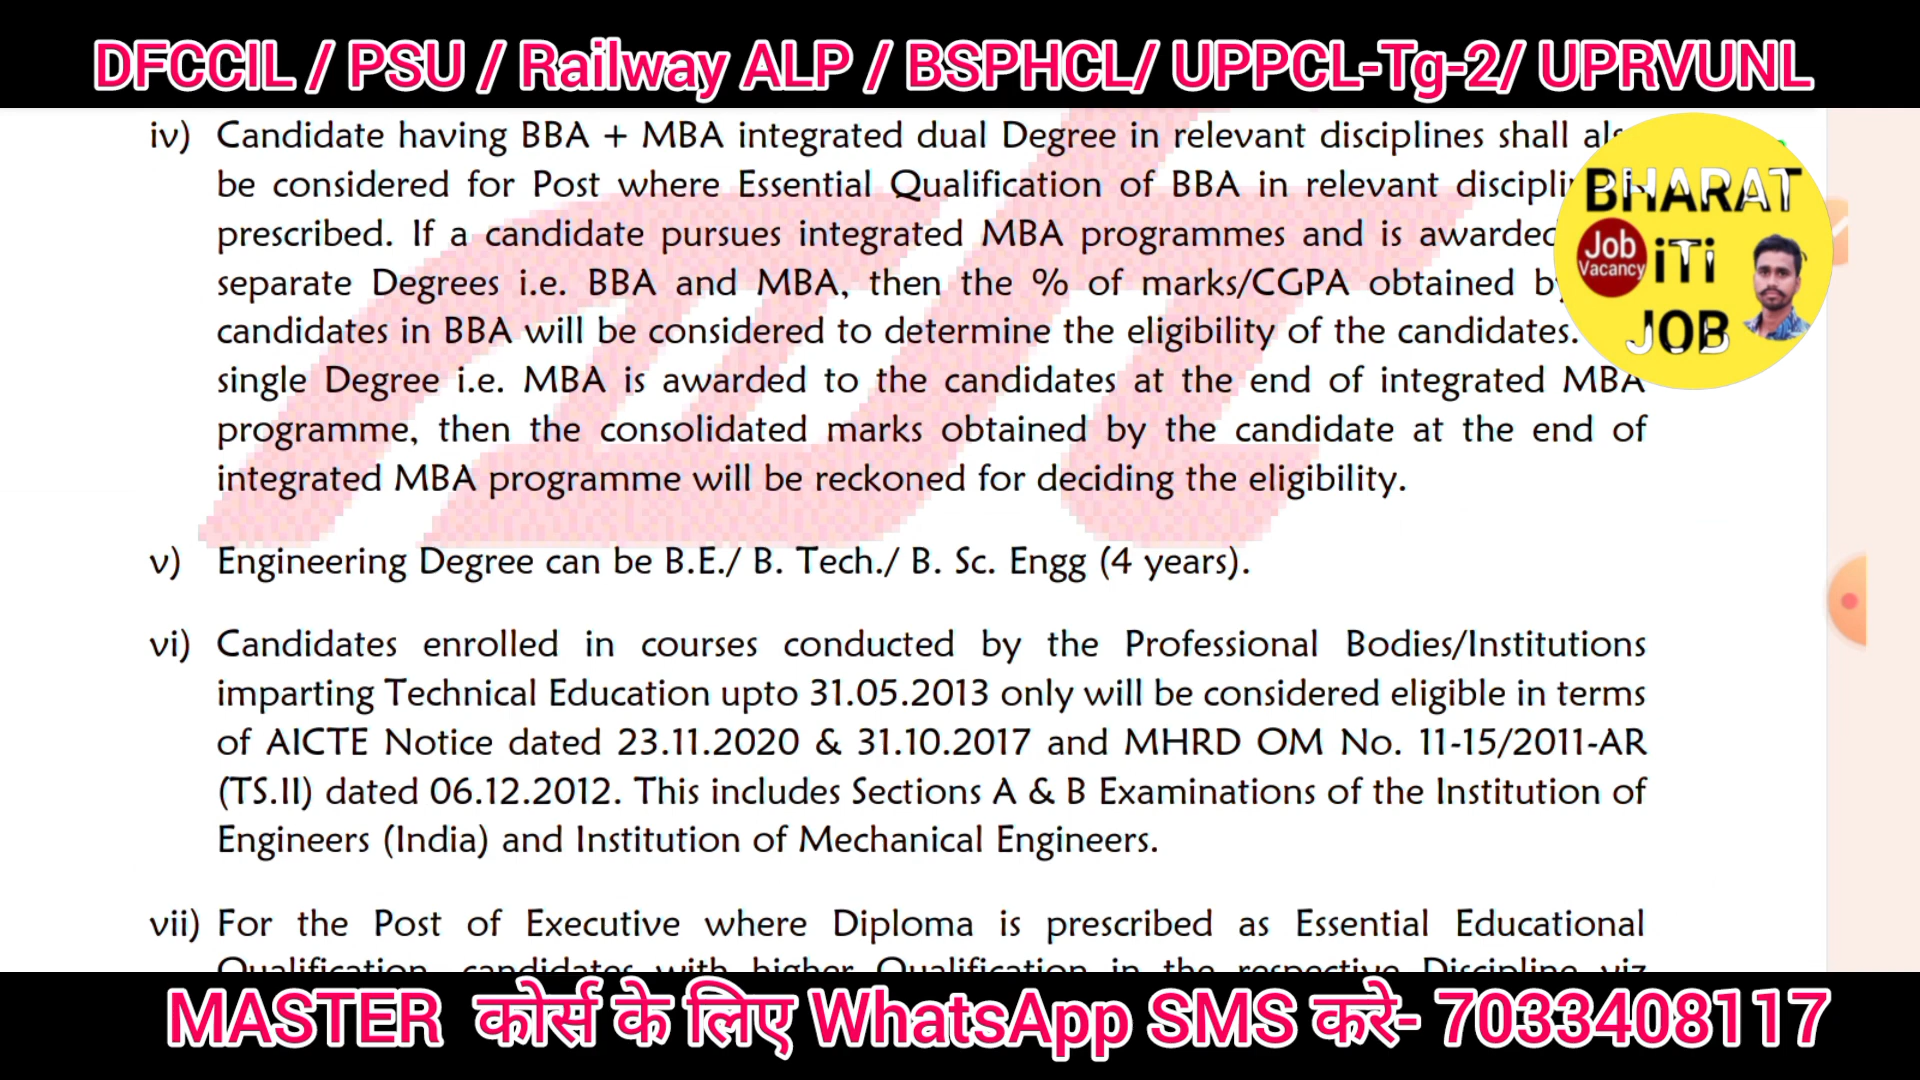 DFCCIL / PSU / Railway ALP / BSPHCL/ UPPCL-Tg-2/ UPRVUNL
iv) Candidate having BBA + MBA integrated dual Degree in relevant disciplines shall
be considered for Post where Essential Qualification of BBA in relevant
prescribed. If a candidate pursues integrated MBA programmes and is awarded
separate Degrees i.e. BBA and MBA, then the % of marks/CGPA obtained
candidates in BBA will be considered to determine the eligibility of the candidates.
single Degree i.e. MBA is awarded to the candidates at the end of integrated MBA
programme, then the consolidated marks obtained by the candidate at the end of
integrated MBA programme will be reckoned for deciding the eligibility.
v) Engineering Degree can be B.E./ B. Tech./ B. Sc. Engg (4 years).
vi) Candidates enrolled in courses conducted by the Professional Bodies/Institutions
imparting Technical Education upto 31.05.2013 only will be considered eligible in terms
of AICTE Notice dated 23.11.2020 & 31.10.2017 and MHRD OM No. 11-15/2011-AR
(TS.II) dated 06.12.2012. This includes Sections A & B Examinations of the Institution of
Engineers (India) and Institution of Mechanical Engineers.
vii) For the Post of Executive where Diploma is prescribed as Essential Educational
Qualification, candidates with higher Qualification in the respective Discipline viz
BHARAT
Job
Vacancy
iTi
JOB
MASTER कोर्स के लिए WhatsApp SMS करे- 7033408117